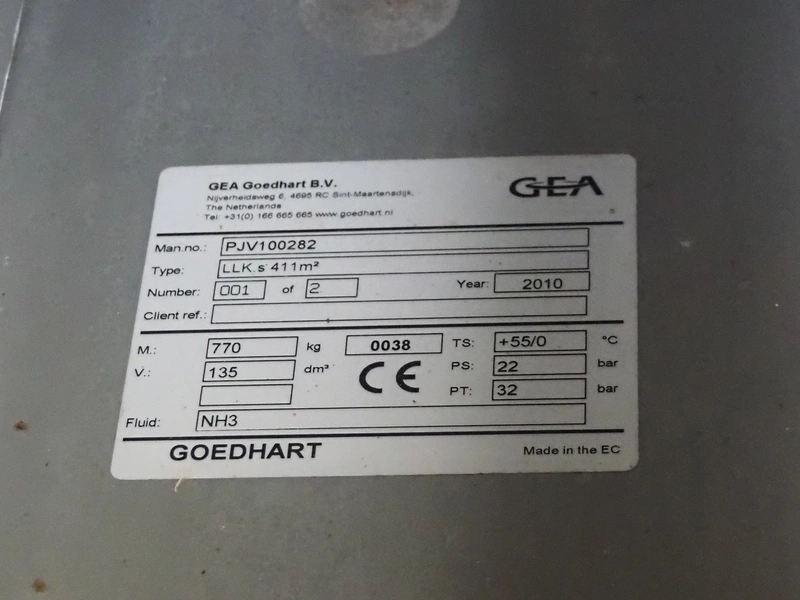 GEA Goedhart B.V.
GEA
Nijverheidsweg 6, 4695 RC Sint-Maartensdijk,
The Netherlands
Tel: +31(0) 166 665 665 www.goedhart.nl
Man.no.: PJV100282
Type: LLK.s 411m²
Number: 001 of 2 Year: 2010
Client ref.:
M.: 770 kg 0038 TS: +55/0 °C
V.: 135 dm³ CE PS: 22 bar
PT: 32 bar
Fluid: NH3
GOEDHART Made in the EC